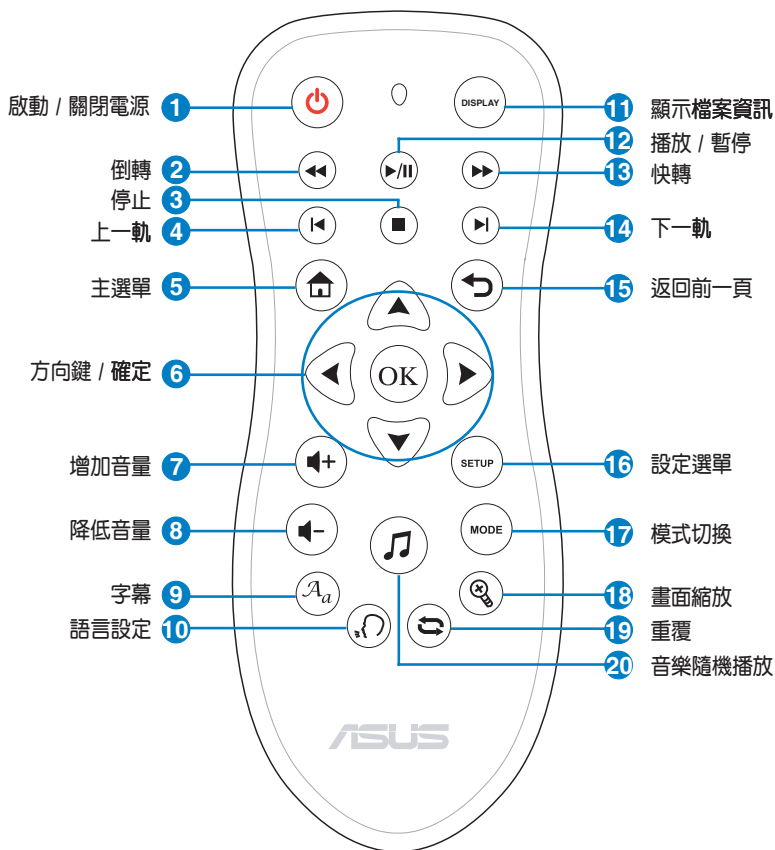 啟動 / 關閉電源 1
倒轉 2
停止 3
上一軌 4
主選單 5
方向鍵 / 確定 6
增加音量 7
降低音量 8
字幕 9
語言設定 10
DISPLAY
OK
SETUP
MODE
Aa
ASUS
11 顯示檔案資訊
12 播放 / 暫停
13 快轉
14 下一軌
15 返回前一頁
16 設定選單
17 模式切換
18 畫面縮放
19 重覆
20 音樂隨機播放